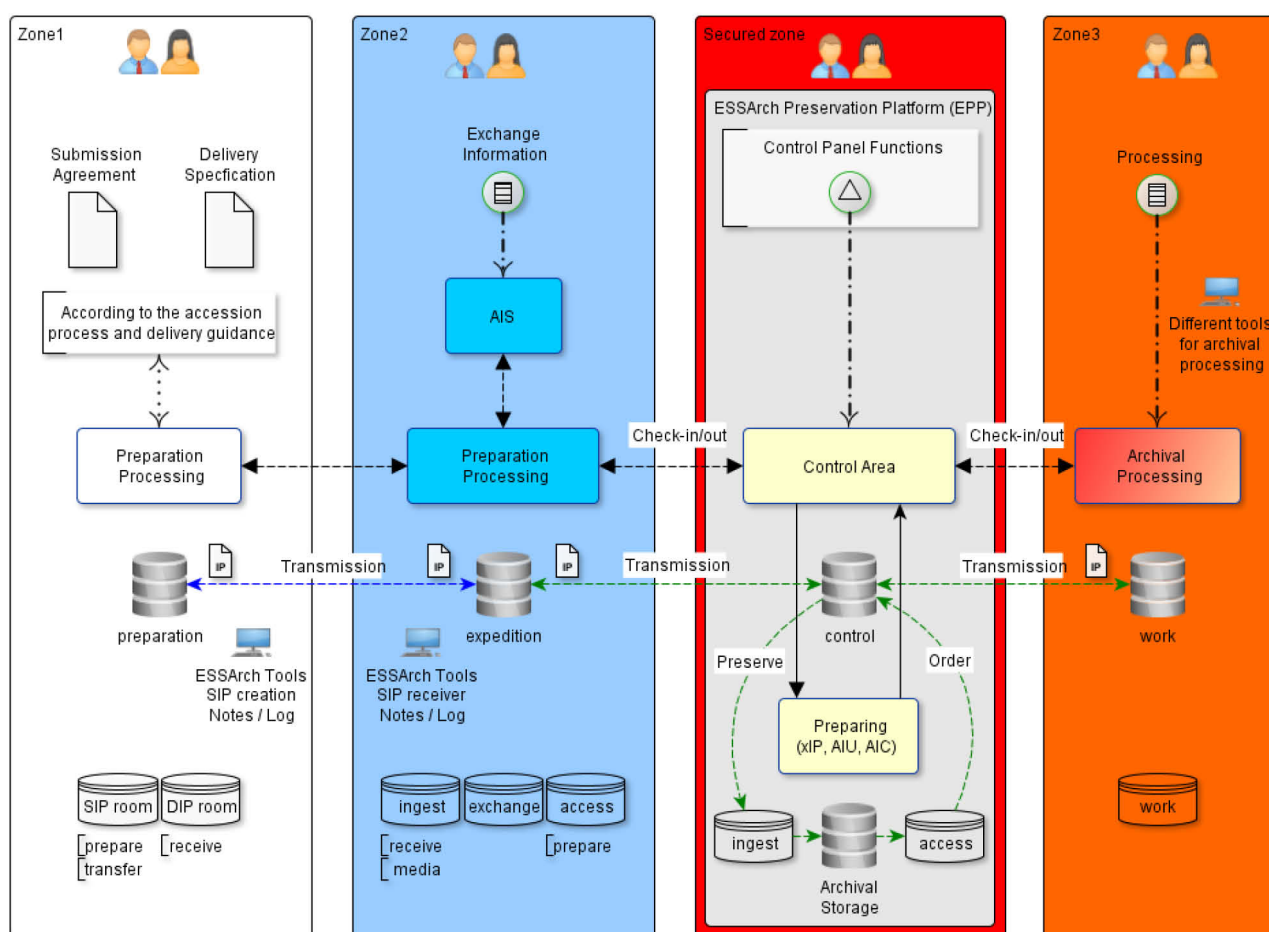 Zone1
Zone2
Secured zone
Zone3
ESSArch Preservation Platform (EPP)
Submission
Agreement
Delivery
Specfication
Exchange
Information
Control Panel Functions
Processing
According to the accession
process and delivery guidance
AIS
Different tools
for archival
processing
Preparation
Processing
Preparation
Processing
Check-in/out
Control Area
Check-in/out
Archival
Processing
IP
Transmission
IP
IP
Transmission
Transmission
IP
preparation
expedition
control
work
ESSArch Tools
SIP creation
Notes / Log
ESSArch Tools
SIP receiver
Notes / Log
Preserve
Order
Preparing
(xIP, AIU, AIC)
SIP room
DIP room
prepare
transfer
receive
ingest
exchange
access
receive
media
prepare
ingest
access
Archival
Storage
work